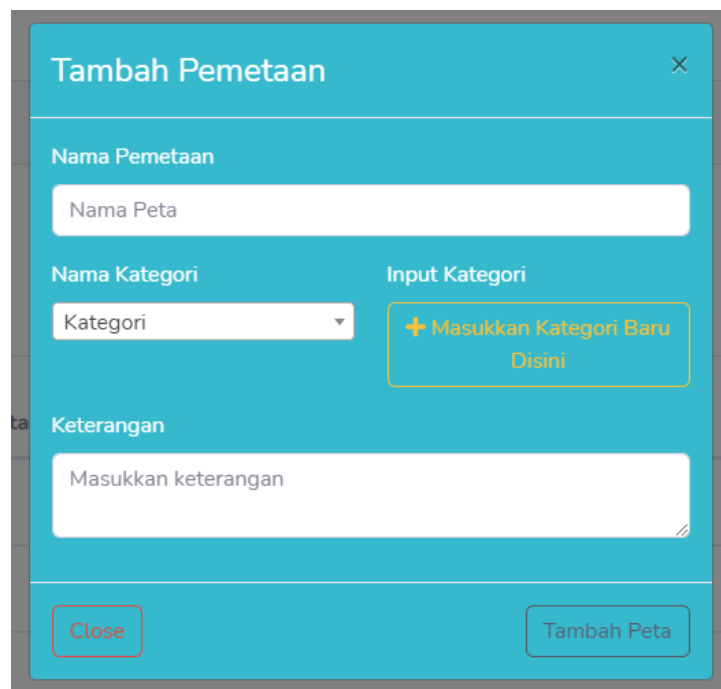 Tambah Pemetaan ×
Nama Pemetaan
Nama Peta
Nama Kategori Input Kategori
Kategori + Masukkan Kategori Baru
Disini
ta Keterangan
Masukkan keterangan
Close Tambah Peta